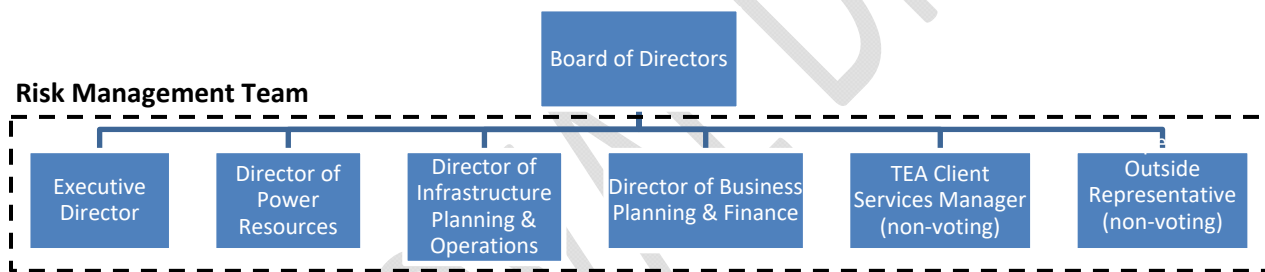 Board of Directors
Risk Management Team
Executive
Director
Director of
Power
Resources
Director of
Infrastructure
Planning &
Operations
Director of Business
Planning & Finance
TEA Client
Services Manager
(non-voting)
Outside
Representative
(non-voting)